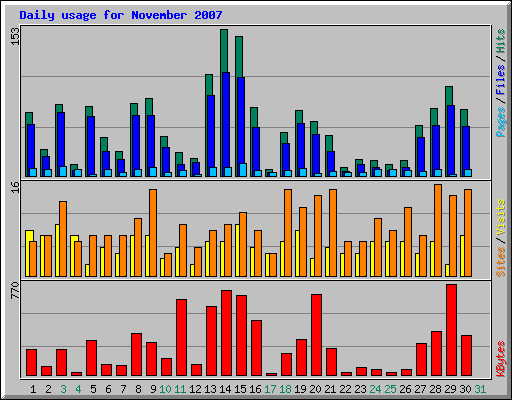 Daily usage for November 2007
153
Pages / Files / Hits
16
Sites / Visits
770
KBytes
1 2 3 4 5 6 7 8 9 10 11 12 13 14 15 16 17 18 19 20 21 22 23 24 25 26 27 28 29 30 31